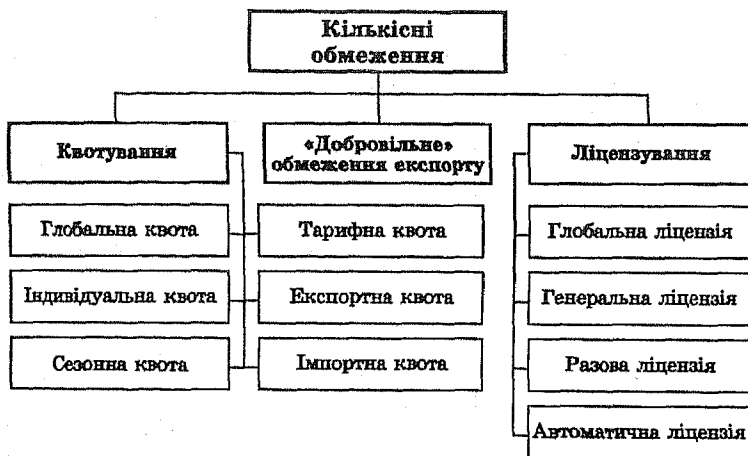 Кількісні
обмеження
Квотування
«Добровільне»
обмеження експорту
Ліцензування
Глобальна квота
Тарифна квота
Глобальна ліцензія
Індивідуальна квота
Експортна квота
Генеральна ліцензія
Сезонна квота
Імпортна квота
Разова ліцензія
Автоматична ліцензія